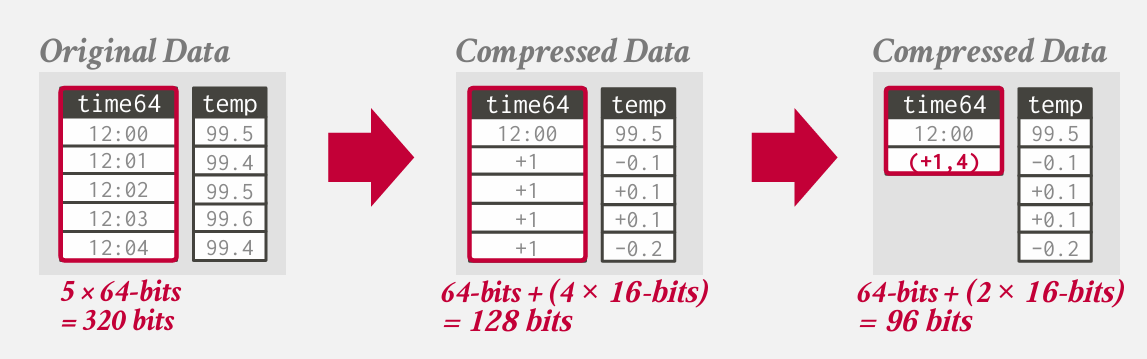 Original Data
time64 temp
12:00 99.5
12:01 99.4
12:02 99.5
12:03 99.6
12:04 99.4
5 × 64-bits
= 320 bits
Compressed Data
time64 temp
12:00 99.5
+1 -0.1
+1 +0.1
+1 +0.1
+1 -0.2
64-bits + (4 × 16-bits)
= 128 bits
Compressed Data
time64 temp
12:00 99.5
(+1,4) -0.1
+0.1
+0.1
-0.2
64-bits + (2 × 16-bits)
= 96 bits